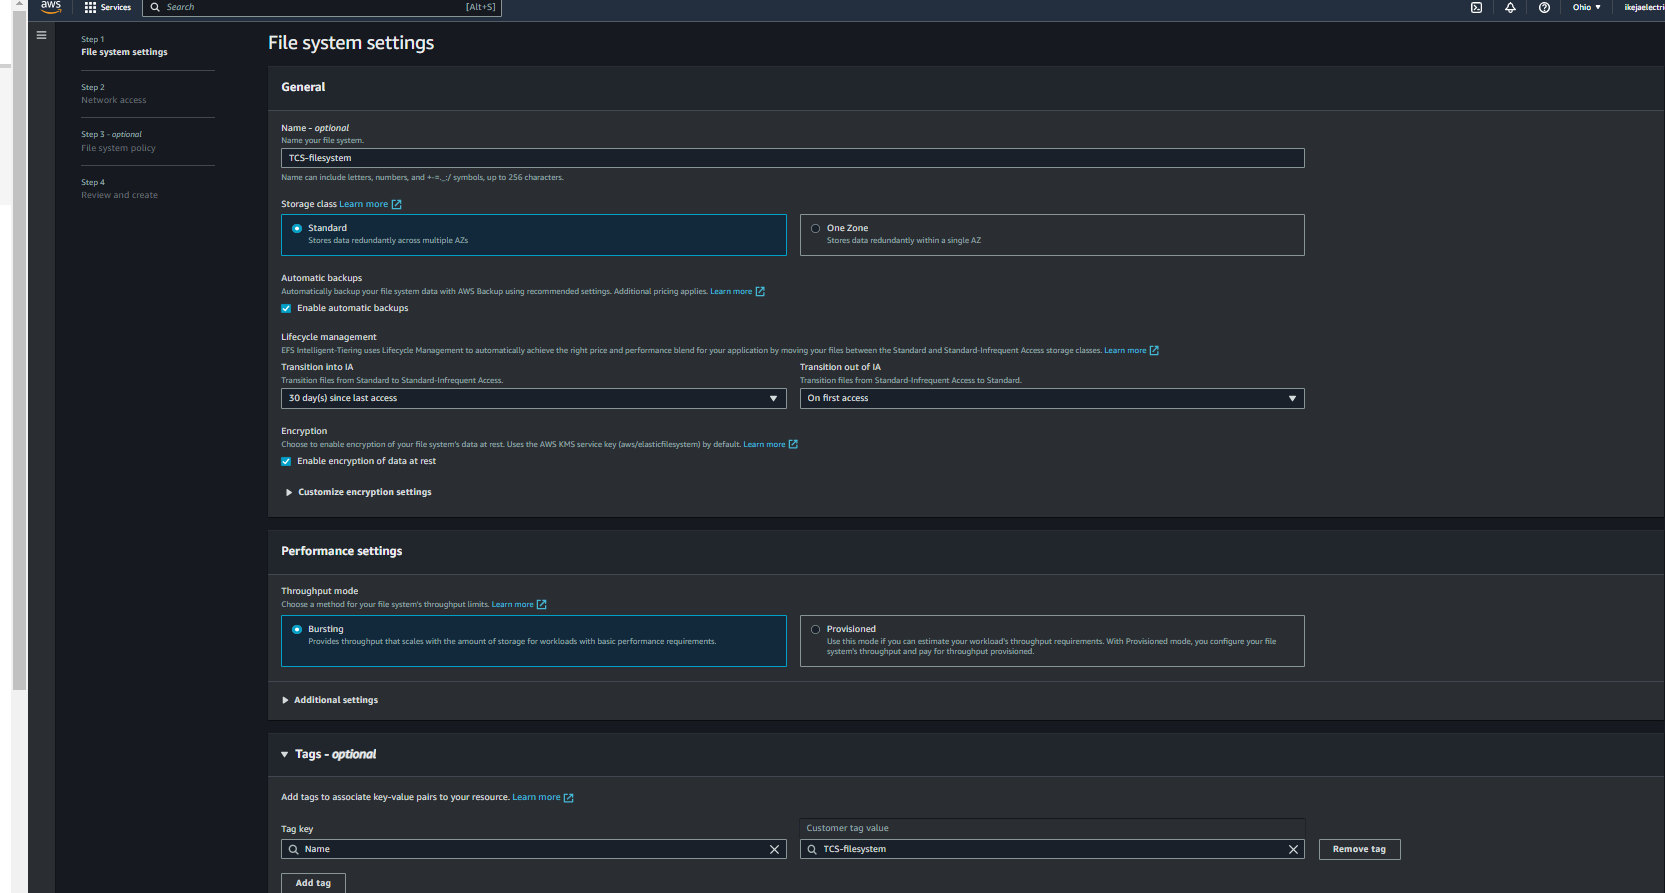 aws Services Search [Alt+S] Ohio
Step 1
File system settings
Step 2
Network access
Step 3 - optional
File system policy
Step 4
Review and create
File system settings
General
Name - optional
Name your file system.
TCS-filesystem
Name can include letters, numbers, and +-=._:/ symbols, up to 256 characters.
Storage class Learn more
Standard
Stores data redundantly across multiple AZs
One Zone
Stores data redundantly within a single AZ
Automatic backups
Automatically backup your file system data with AWS Backup using recommended settings. Additional pricing applies. Learn more
Enable automatic backups
Lifecycle management
EFS Intelligent-Tiering uses Lifecycle Management to automatically achieve the right price and performance blend for your application by moving your files between the Standard and Standard-Infrequent Access storage classes. Learn more
Transition into IA
Transition files from Standard to Standard-Infrequent Access.
30 day(s) since last access
Transition out of IA
Transition files from Standard-Infrequent Access to Standard.
On first access
Encryption
Choose to enable encryption of your file system's data at rest. Uses the AWS KMS service key (aws/elasticfilesystem) by default. Learn more
Enable encryption of data at rest
Customize encryption settings
Performance settings
Throughput mode
Choose a method for your file system's throughput limits. Learn more
Bursting
Provides throughput that scales with the amount of storage for workloads with basic performance requirements.
Provisioned
Use this mode if you can estimate your workload's throughput requirements. With Provisioned mode, you configure your file
system's throughput and pay for throughput provisioned.
Additional settings
Tags - optional
Add tags to associate key-value pairs to your resource. Learn more
Tag key
Name
Customer tag value
TCS-filesystem
Remove tag
Add tag